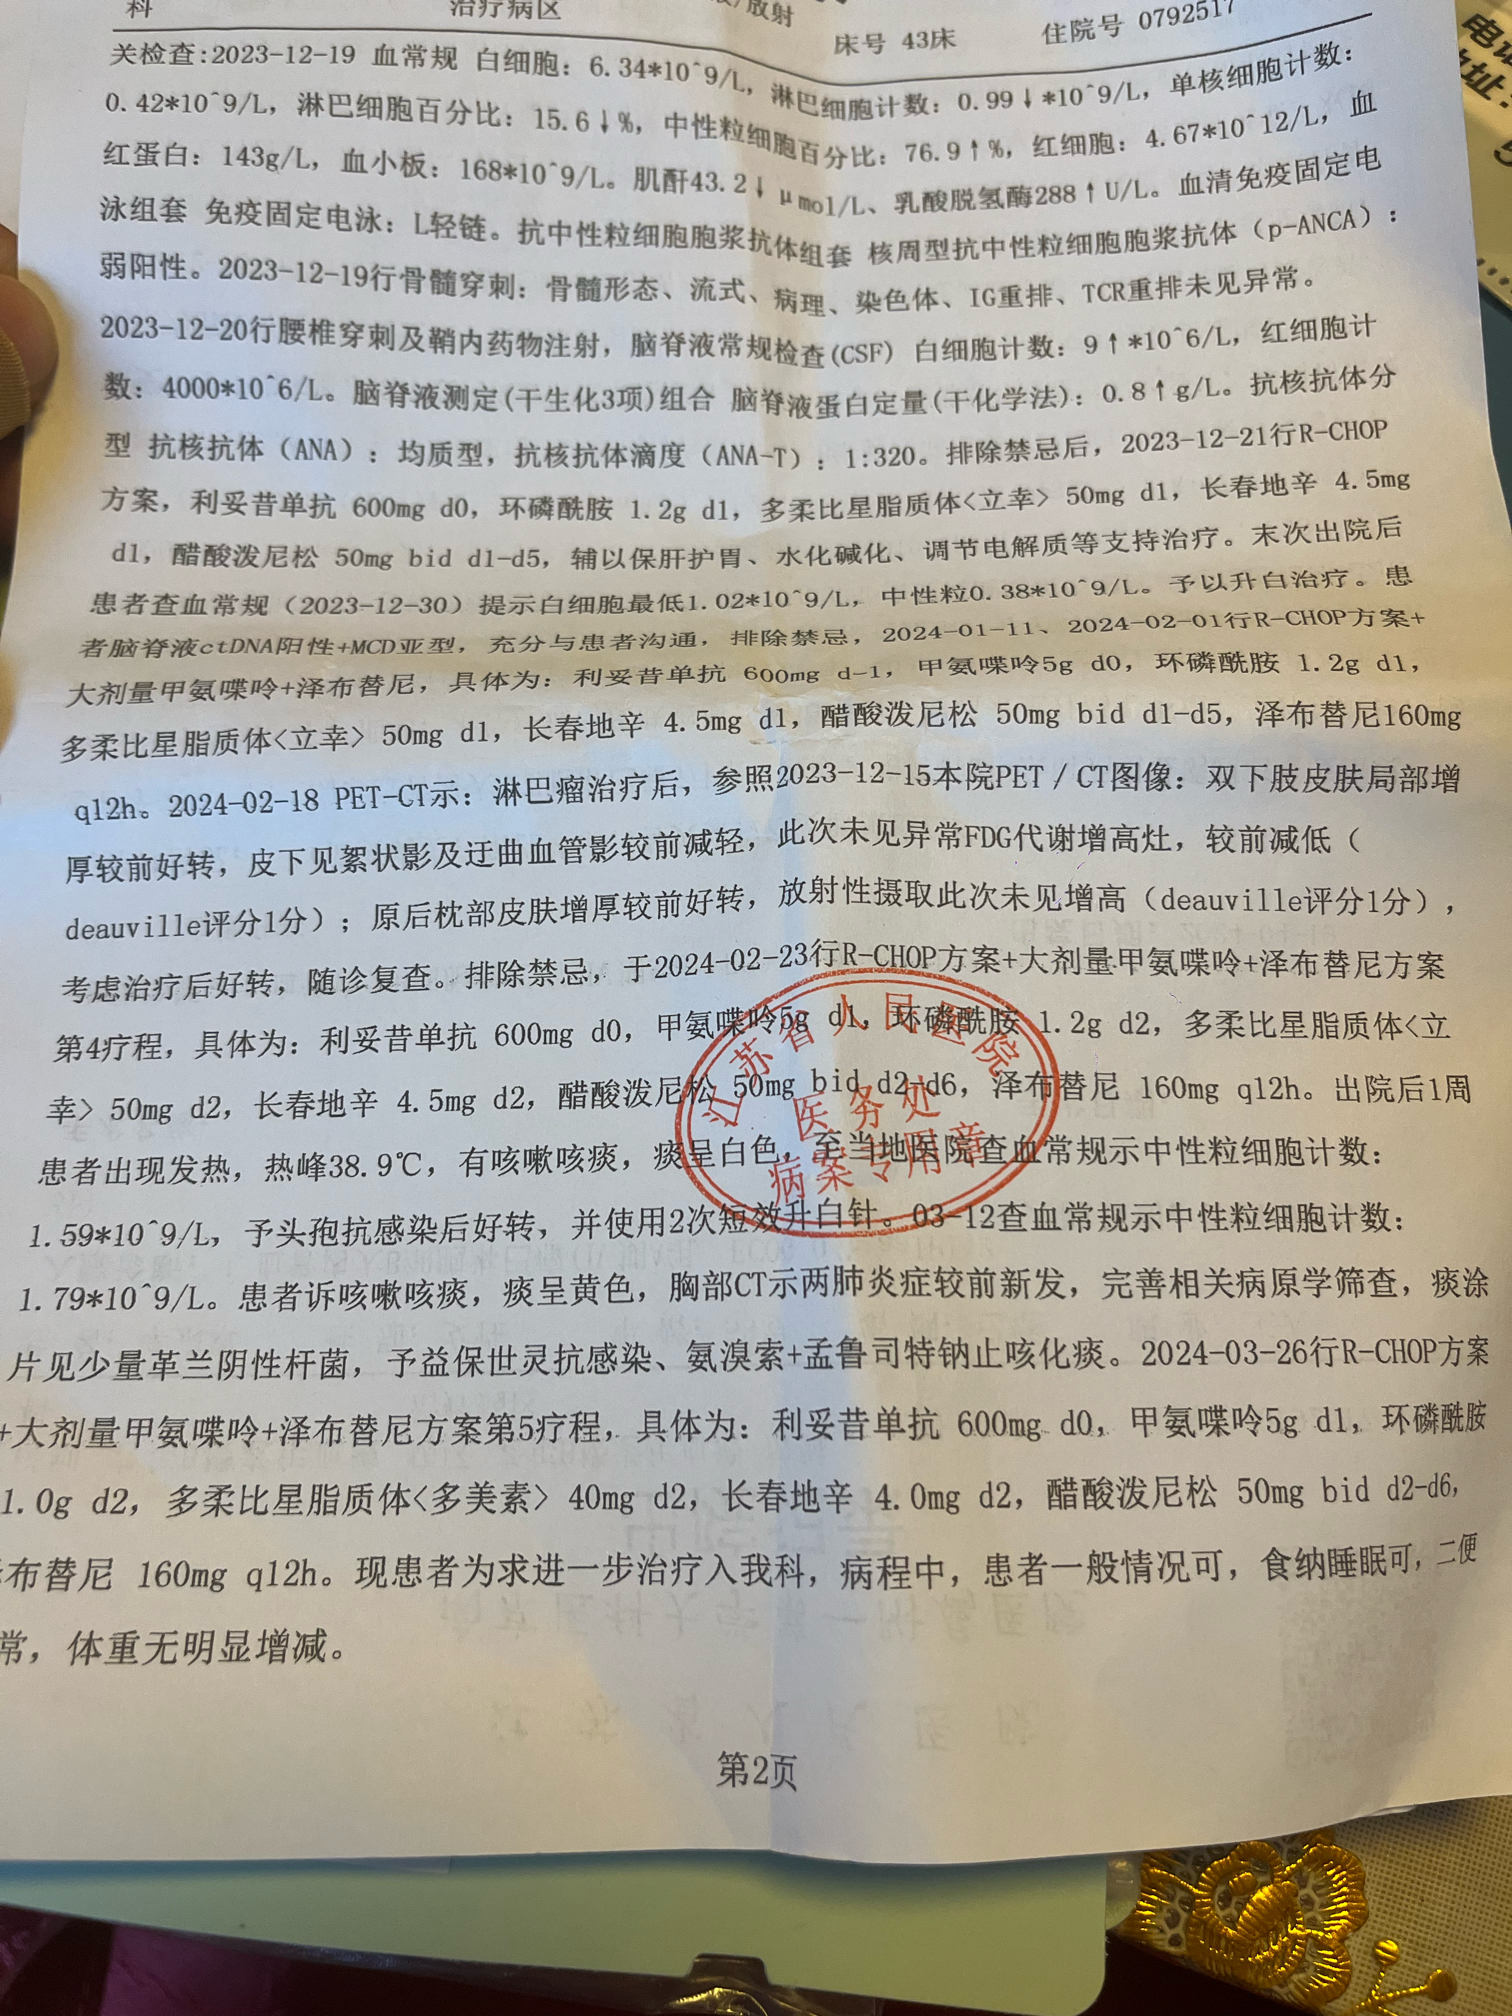 科 治疗病区 /放射 床号 43床 住院号 0792517
关检查:2023-12-19 血常规 白细胞：6.34*10^9/L，淋巴细胞计数：0.99↓*10^9/L，单核细胞计数：
0.42*10^9/L，淋巴细胞百分比：15.6↓%，中性粒细胞百分比：76.9↑%，红细胞：4.67*10^12/L，血
红蛋白：143g/L，血小板：168*10^9/L。肌酐43.2↓μmol/L、乳酸脱氢酶288↑U/L。血清免疫固定电
泳组套 免疫固定电泳：L轻链。抗中性粒细胞胞浆抗体组套 核周型抗中性粒细胞胞浆抗体（p-ANCA）：
弱阳性。2023-12-19行骨髓穿刺：骨髓形态、流式、病理、染色体、IG重排、TCR重排未见异常。
2023-12-20行腰椎穿刺及鞘内药物注射，脑脊液常规检查(CSF) 白细胞计数：9↑*10^6/L，红细胞计
数：4000*10^6/L。脑脊液测定(干生化3项)组合 脑脊液蛋白定量(干化学法)：0.8↑g/L。抗核抗体分
型 抗核抗体（ANA）：均质型，抗核抗体滴度（ANA-T）：1:320。排除禁忌后，2023-12-21行R-CHOP
方案，利妥昔单抗 600mg d0，环磷酰胺 1.2g d1，多柔比星脂质体<立幸> 50mg d1，长春地辛 4.5mg
d1，醋酸泼尼松 50mg bid d1-d5，辅以保肝护胃、水化碱化、调节电解质等支持治疗。末次出院后
患者查血常规（2023-12-30）提示白细胞最低1.02*10^9/L，中性粒0.38*10^9/L。予以升白治疗。患
者脑脊液ctDNA阳性+MCD亚型，充分与患者沟通，排除禁忌，2024-01-11、2024-02-01行R-CHOP方案+
大剂量甲氨喋呤+泽布替尼，具体为：利妥昔单抗 600mg d-1，甲氨喋呤5g d0，环磷酰胺 1.2g d1，
多柔比星脂质体<立幸> 50mg d1，长春地辛 4.5mg d1，醋酸泼尼松 50mg bid d1-d5，泽布替尼160mg
q12h。2024-02-18 PET-CT示：淋巴瘤治疗后，参照2023-12-15本院PET／CT图像：双下肢皮肤局部增
厚较前好转，皮下见絮状影及迂曲血管影较前减轻，此次未见异常FDG代谢增高灶，较前减低（
deauville评分1分）；原后枕部皮肤增厚较前好转，放射性摄取此次未见增高（deauville评分1分），
考虑治疗后好转，随诊复查。排除禁忌，于2024-02-23行R-CHOP方案+大剂量甲氨喋呤+泽布替尼方案
第4疗程，具体为：利妥昔单抗 600mg d0，甲氨喋呤5g d1，环磷酰胺 1.2g d2，多柔比星脂质体<立
幸> 50mg d2，长春地辛 4.5mg d2，醋酸泼尼松 50mg bid d2-d6，泽布替尼 160mg q12h。出院后1周
患者出现发热，热峰38.9℃，有咳嗽咳痰，痰呈白色，至当地医院查血常规示中性粒细胞计数：
1.59*10^9/L，予头孢抗感染后好转，并使用2次短效升白针。03-12查血常规示中性粒细胞计数：
1.79*10^9/L。患者诉咳嗽咳痰，痰呈黄色，胸部CT示两肺炎症较前新发，完善相关病原学筛查，痰涂
片见少量革兰阴性杆菌，予益保世灵抗感染、氨溴索+孟鲁司特钠止咳化痰。2024-03-26行R-CHOP方案
+大剂量甲氨喋呤+泽布替尼方案第5疗程，具体为：利妥昔单抗 600mg d0，甲氨喋呤5g d1，环磷酰胺
1.0g d2，多柔比星脂质体<多美素> 40mg d2，长春地辛 4.0mg d2，醋酸泼尼松 50mg bid d2-d6，
布替尼 160mg q12h。现患者为求进一步治疗入我科，病程中，患者一般情况可，食纳睡眠可，二便
常，体重无明显增减。
江苏省人民医院
医务处
病案专用章
第2页